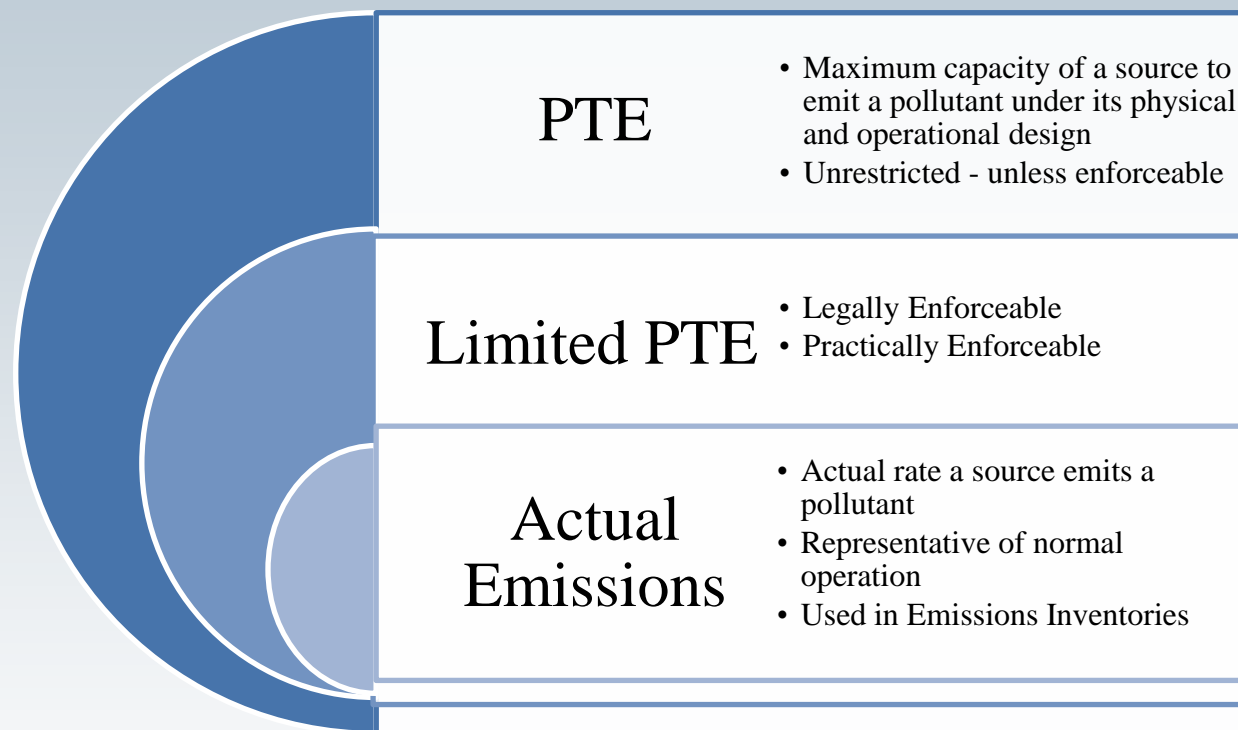 PTE
• Maximum capacity of a source to
emit a pollutant under its physical
and operational design
• Unrestricted - unless enforceable
Limited PTE
• Legally Enforceable
• Practically Enforceable
Actual
Emissions
• Actual rate a source emits a
pollutant
• Representative of normal
operation
• Used in Emissions Inventories